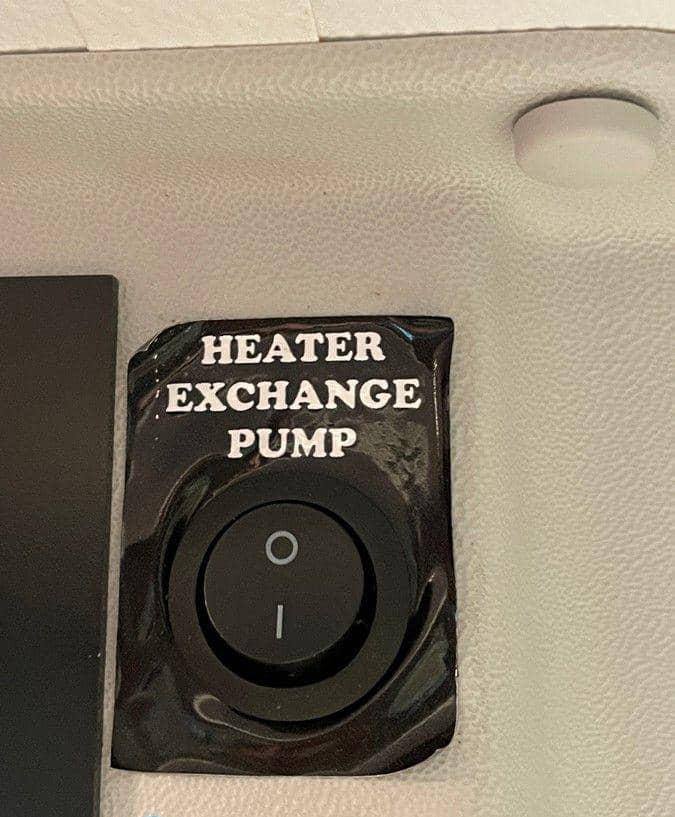 HEATER
EXCHANGE
PUMP
O
I